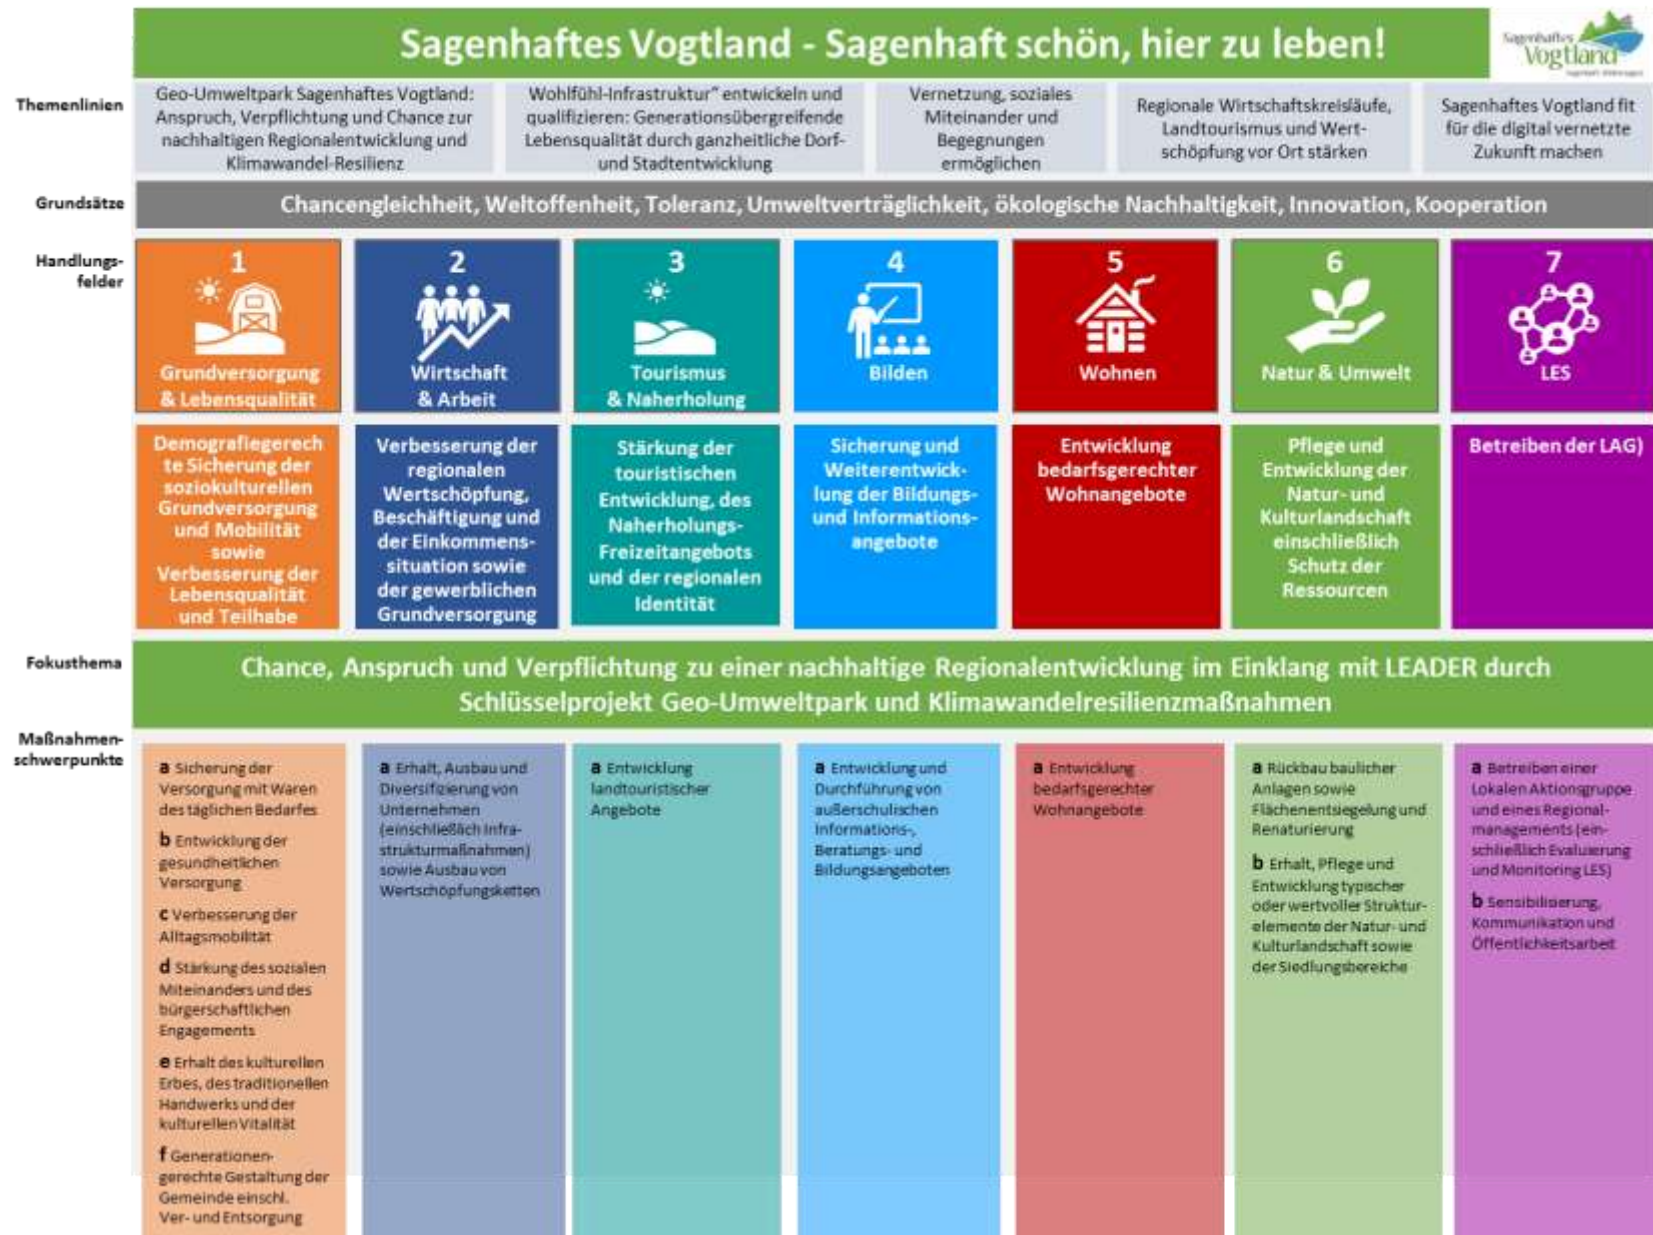 Sagenhaftes Vogtland - Sagenhaft schön, hier zu leben!
Sagenhaftes
Vogtland
Themenlinien
Geo-Umweltpark Sagenhaftes Vogtland:
Anspruch, Verpflichtung und Chance zur
nachhaltigen Regionalentwicklung und
Klimawandel-Resilienz
Wohlfühl-Infrastruktur" entwickeln und
qualifizieren: Generationsübergreifende
Lebensqualität durch ganzheitliche Dorf-
und Stadtentwicklung
Vernetzung, soziales
Miteinander und
Begegnungen
ermöglichen
Regionale Wirtschaftskreisläufe,
Landtourismus und Wert-
schöpfung vor Ort stärken
Sagenhaftes Vogtland fit
für die digital vernetzte
Zukunft machen
Grundsätze
Chancengleichheit, Weltoffenheit, Toleranz, Umweltverträglichkeit, ökologische Nachhaltigkeit, Innovation, Kooperation
Handlungs-
felder
1
Grundversorgung
& Lebensqualität
2
Wirtschaft
& Arbeit
3
Tourismus
& Naherholung
4
Bilden
5
Wohnen
6
Natur & Umwelt
7
LES
Demografiegerech
te Sicherung der
soziokulturellen
Grundversorgung
und Mobilität
sowie
Verbesserung der
Lebensqualität
und Teilhabe
Verbesserung der
regionalen
Wertschöpfung,
Beschäftigung und
der Einkommens-
situation sowie
der gewerblichen
Grundversorgung
Stärkung der
touristischen
Entwicklung, des
Naherholungs-
Freizeitangebots
und der regionalen
Identität
Sicherung und
Weiterentwick-
lung der Bildungs-
und Informations-
angebote
Entwicklung
bedarfsgerechter
Wohnangebote
Pflege und
Entwicklung der
Natur- und
Kulturlandschaft
einschließlich
Schutz der
Ressourcen
Betreiben der LAG)
Fokusthema
Chance, Anspruch und Verpflichtung zu einer nachhaltige Regionalentwicklung im Einklang mit LEADER durch
Schlüsselprojekt Geo-Umweltpark und Klimawandelresilienzmaßnahmen
Maßnahmen-
schwerpunkte
a Sicherung der
Versorgung mit Waren
des täglichen Bedarfes
b Entwicklung der
gesundheitlichen
Versorgung
c Verbesserung der
Alltagsmobilität
d Stärkung des sozialen
Miteinanders und des
bürgerschaftlichen
Engagements
e Erhalt des kulturellen
Erbes, des traditionellen
Handwerks und der
kulturellen Vitalität
f Generationen-
gerechte Gestaltung der
Gemeinde einschl.
Ver- und Entsorgung
a Erhalt, Ausbau und
Diversifizierung von
Unternehmen
(einschließlich Infra-
strukturmaßnahmen)
sowie Ausbau von
Wertschöpfungsketten
a Entwicklung
landtouristischer
Angebote
a Entwicklung und
Durchführung von
außerschulischen
Informations-,
Beratungs- und
Bildungsangeboten
a Entwicklung
bedarfsgerechter
Wohnangebote
a Rückbau baulicher
Anlagen sowie
Flächenentsiegelung und
Renaturierung
b Erhalt, Pflege und
Entwicklung typischer
oder wertvoller Struktur-
elemente der Natur- und
Kulturlandschaft sowie
der Siedlungsbereiche
a Betreiben einer
Lokalen Aktionsgruppe
und eines Regional-
managements (ein-
schließlich Evaluierung
und Monitoring LES)
b Sensibilisierung,
Kommunikation und
Öffentlichkeitsarbeit